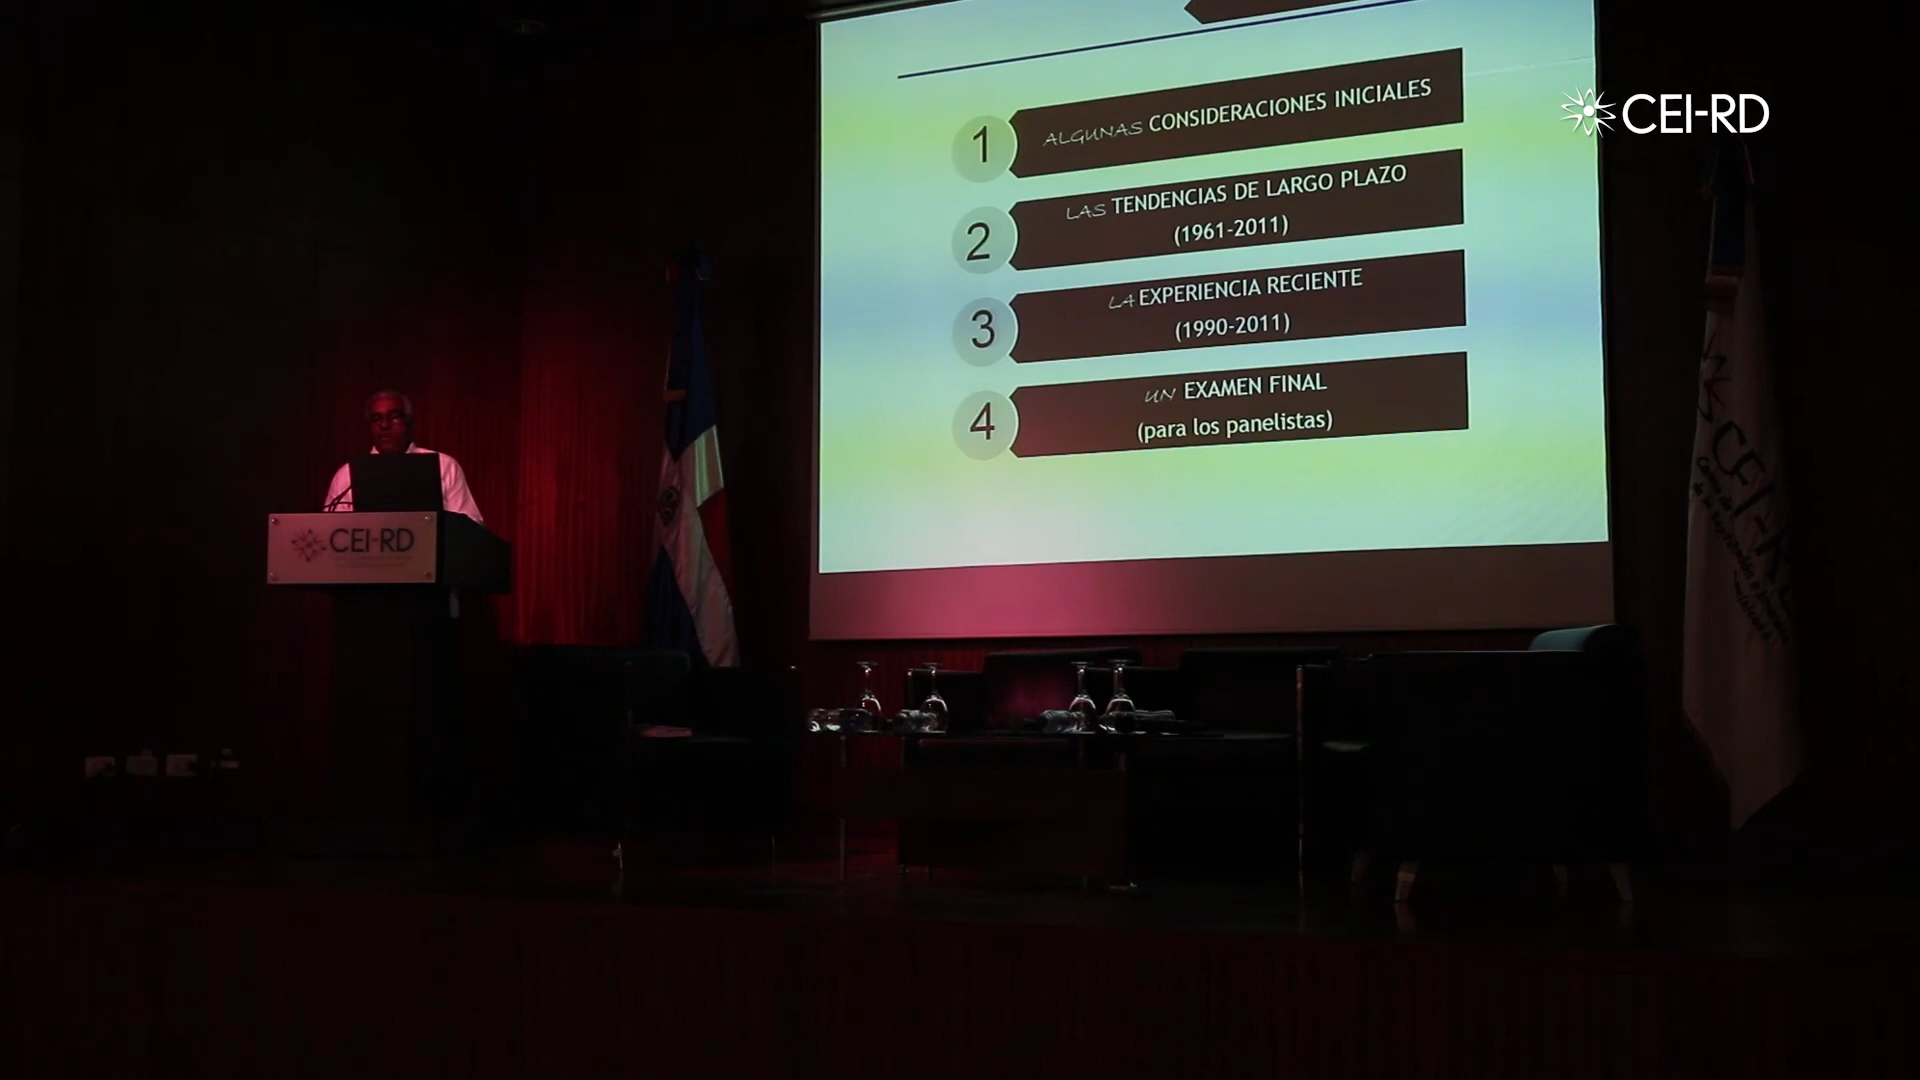 1
ALGUNAS CONSIDERACIONES INICIALES
2
LAS TENDENCIAS DE LARGO PLAZO
(1961-2011)
3
LA EXPERIENCIA RECIENTE
(1990-2011)
4
UN EXAMEN FINAL
(para los panelistas)
CEI-RD
CEI-RD